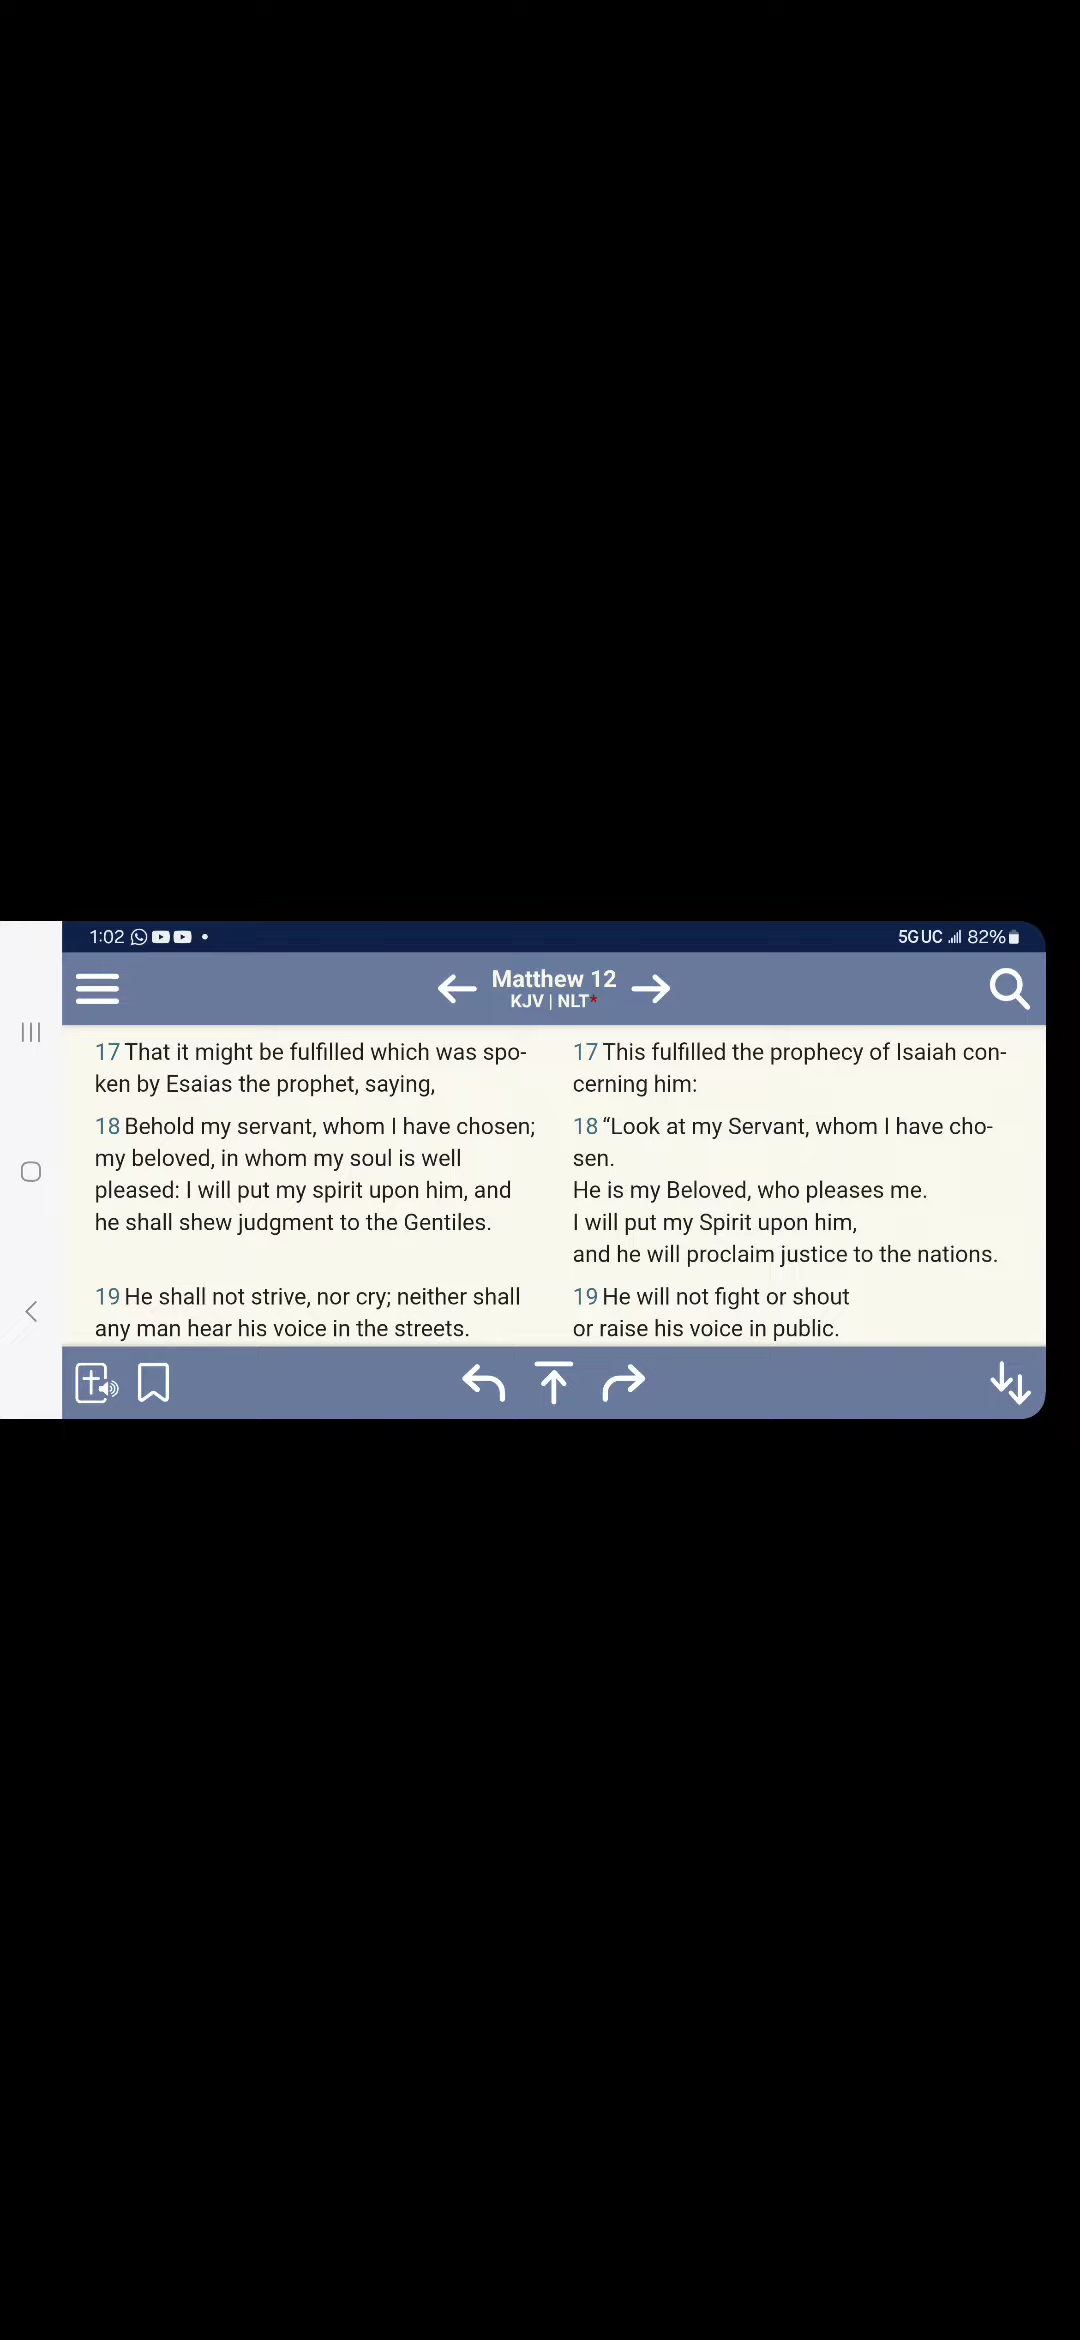 1:02
5G UC 82%
Matthew 12
KJV | NLT*
17 That it might be fulfilled which was spo-
ken by Esaias the prophet, saying,
18 Behold my servant, whom I have chosen;
my beloved, in whom my soul is well
pleased: I will put my spirit upon him, and
he shall shew judgment to the Gentiles.
19 He shall not strive, nor cry; neither shall
any man hear his voice in the streets.
17 This fulfilled the prophecy of Isaiah con-
cerning him:
18 “Look at my Servant, whom I have cho-
sen.
He is my Beloved, who pleases me.
I will put my Spirit upon him,
and he will proclaim justice to the nations.
19 He will not fight or shout
or raise his voice in public.